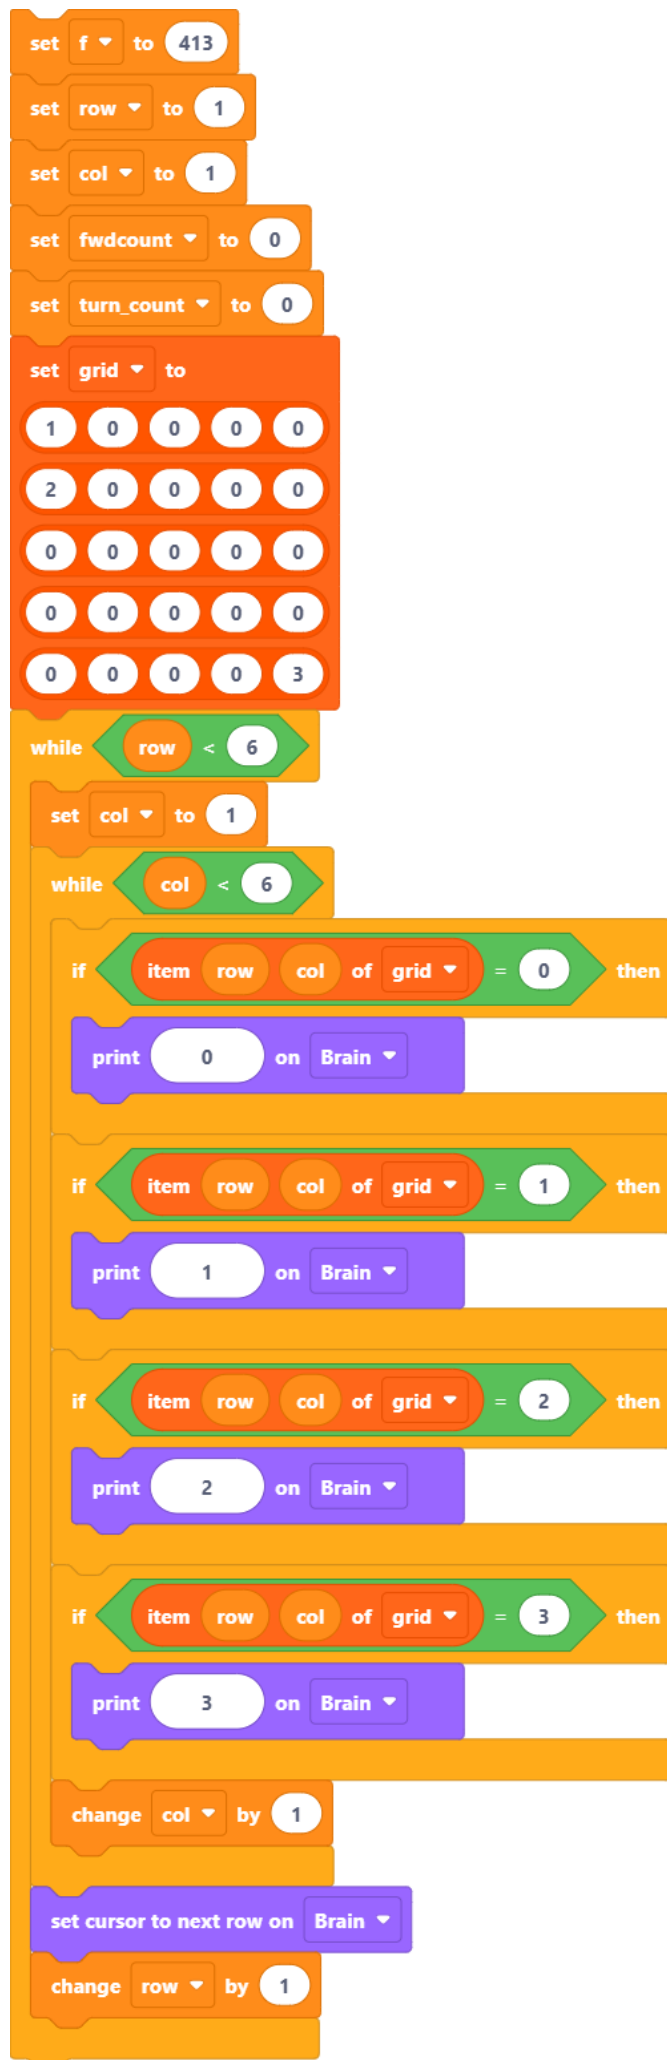 set f to 413
set row to 1
set col to 1
set fwdcount to 0
set turn_count to 0
set grid to
1 0 0 0 0
2 0 0 0 0
0 0 0 0 0
0 0 0 0 0
0 0 0 0 3
while row < 6
set col to 1
while col < 6
if item row col of grid = 0 then
print 0 on Brain
if item row col of grid = 1 then
print 1 on Brain
if item row col of grid = 2 then
print 2 on Brain
if item row col of grid = 3 then
print 3 on Brain
change col by 1
set cursor to next row on Brain
change row by 1